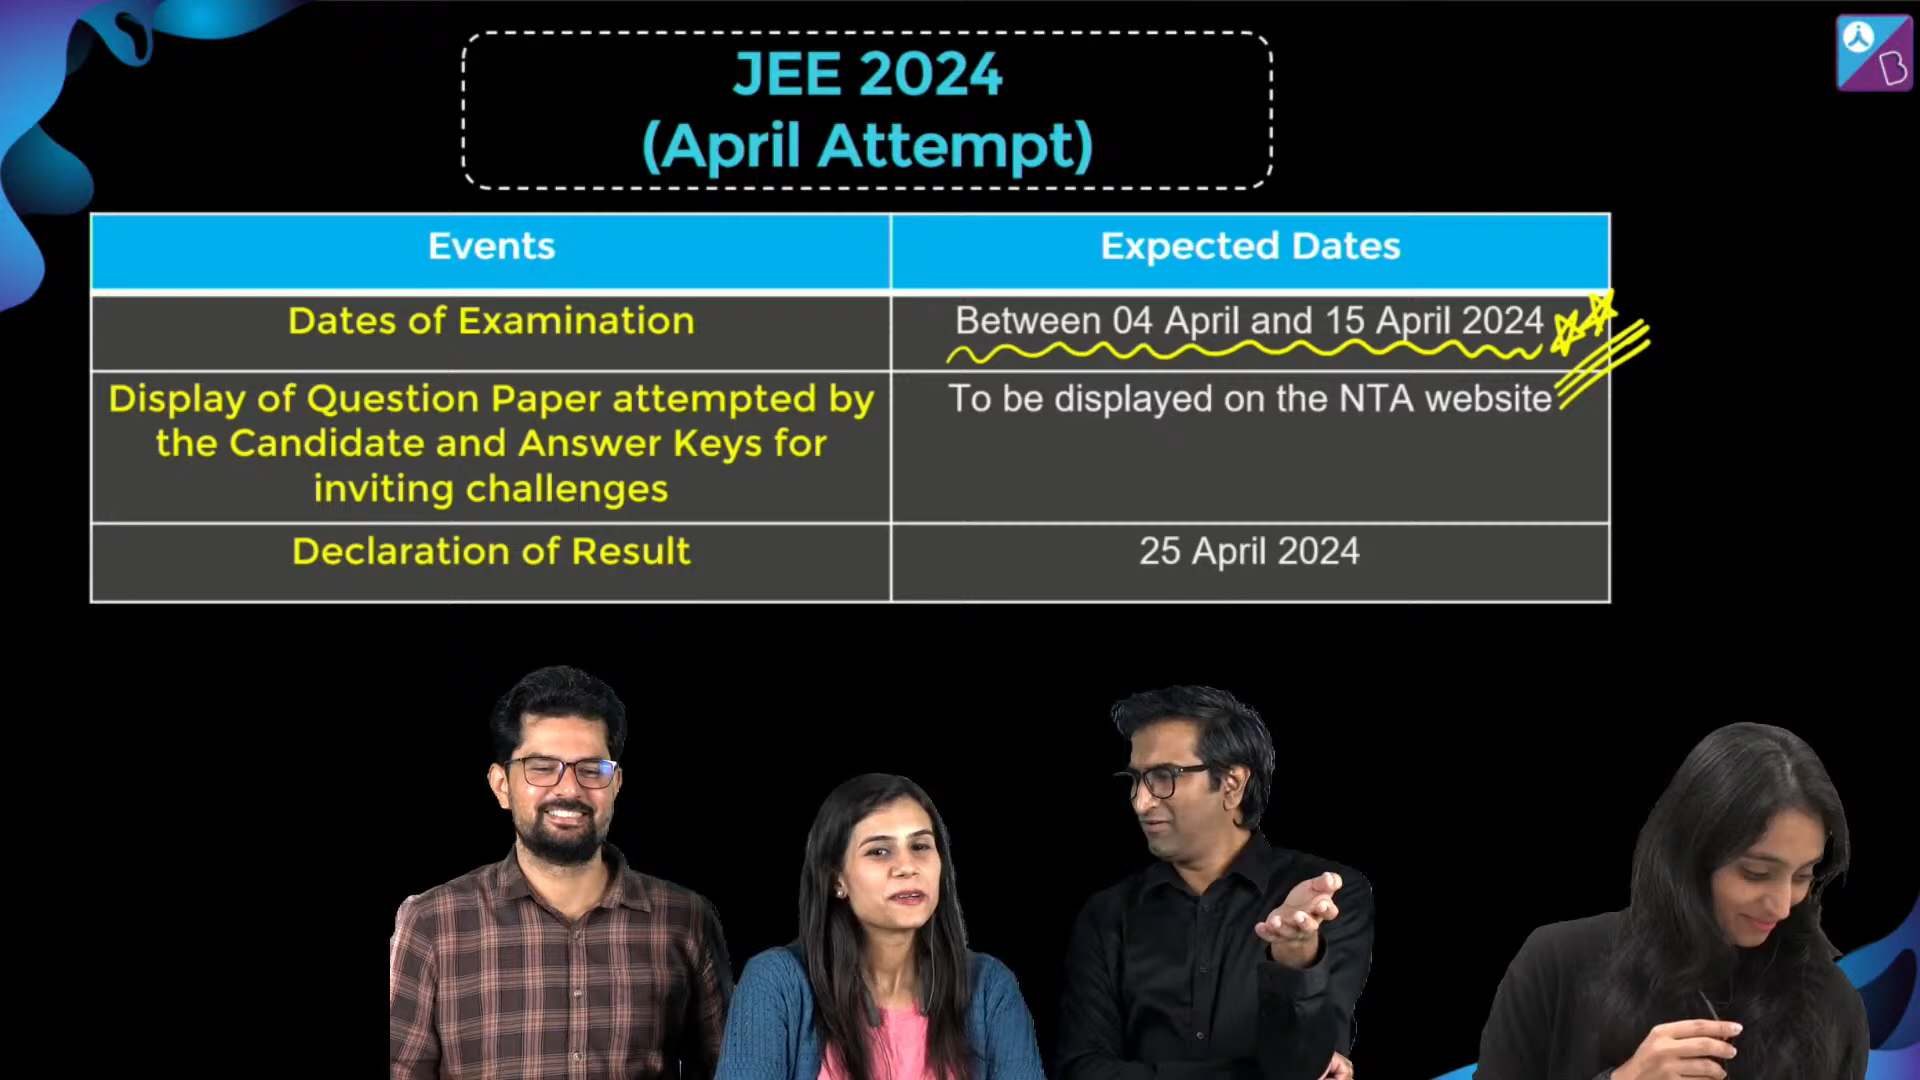 JEE 2024
(April Attempt)
Events
Expected Dates
Dates of Examination
Between 04 April and 15 April 2024
Display of Question Paper attempted by
the Candidate and Answer Keys for
inviting challenges
To be displayed on the NTA website
Declaration of Result
25 April 2024
B